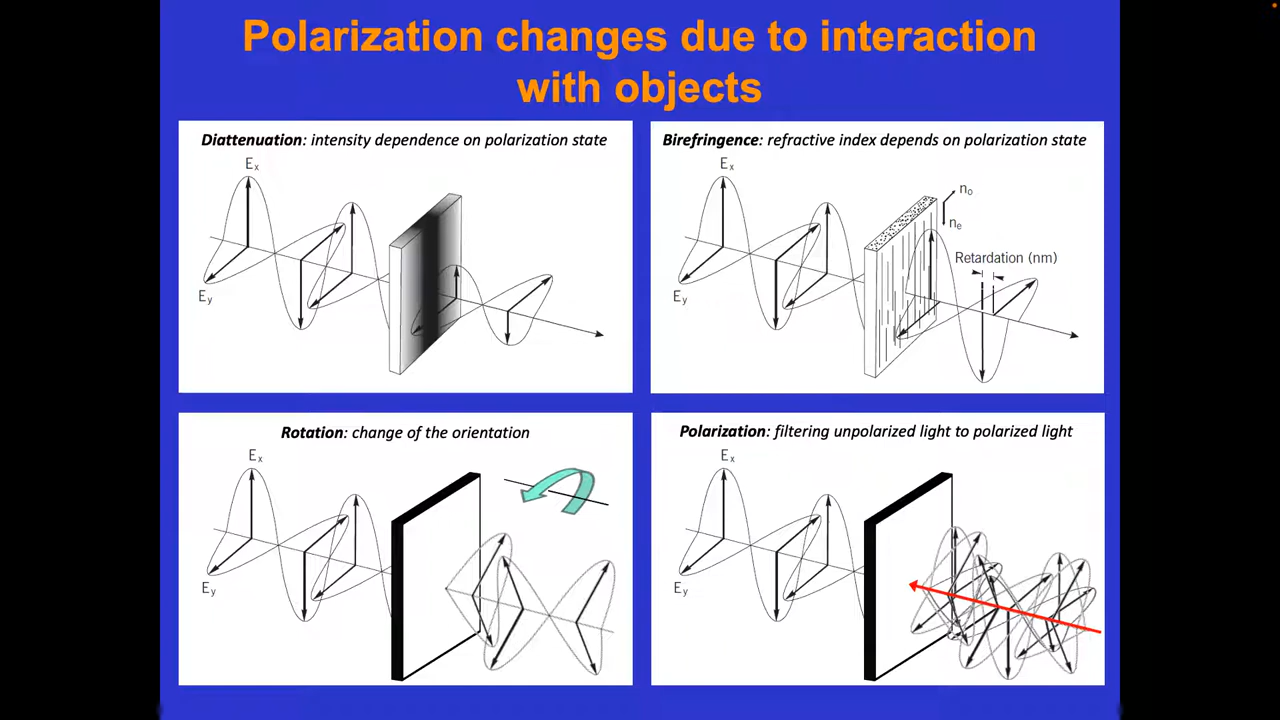 Polarization changes due to interaction
with objects
Diattenuation: intensity dependence on polarization state
Ex
Ey
Birefringence: refractive index depends on polarization state
Ex
no
ne
Retardation (nm)
Ey
Rotation: change of the orientation
Ex
Ey
Polarization: filtering unpolarized light to polarized light
Ex
Ey